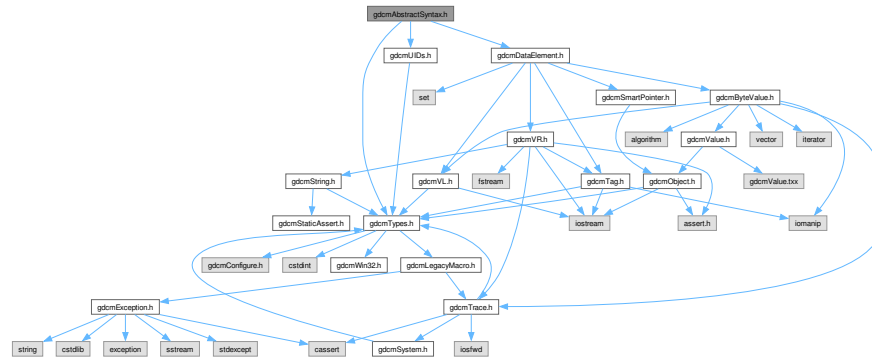 gdcmAbstractSyntax.h
gdcmUIDs.h
gdcmDataElement.h
set
gdcmSmartPointer.h
gdcmByteValue.h
gdcmVR.h
algorithm
gdcmValue.h
vector
iterator
gdcmString.h
gdcmVL.h
fstream
gdcmTag.h
gdcmObject.h
gdcmValue.txx
gdcmStaticAssert.h
gdcmTypes.h
iostream
assert.h
iomanip
gdcmConfigure.h
cstdint
gdcmWin32.h
gdcmLegacyMacro.h
gdcmException.h
gdcmTrace.h
string
cstdlib
exception
sstream
stdexcept
cassert
gdcmSystem.h
iosfwd